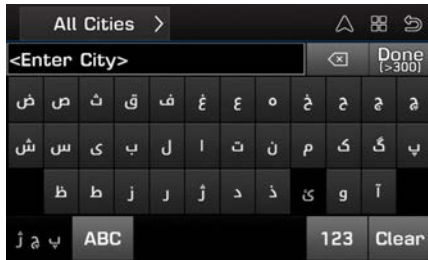 All Cities >
<Enter City> Done
(>300)
ض ص ث ق ف غ ع ه خ ح ج چ
ش س ی ب ل ا ت ن م ک گ پ
ظ ط ز ر ژ د ذ ئ و آ
پ چ ژ ABC 123 Clear